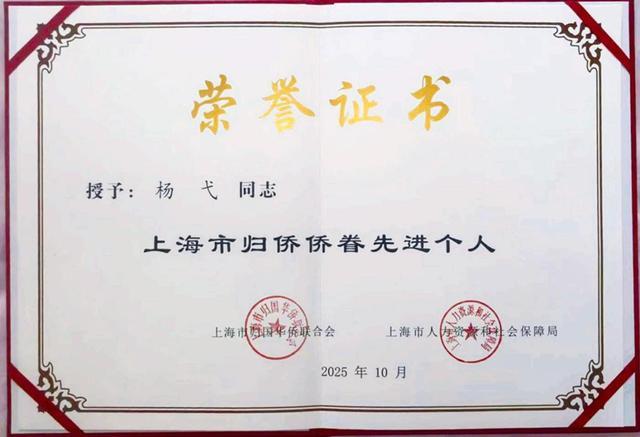 荣誉证书
授予：杨 弋 同志
上海市归侨侨眷先进个人
上海市归国华侨联合会 上海市人力资源和社会保障局
2025 年 10 月